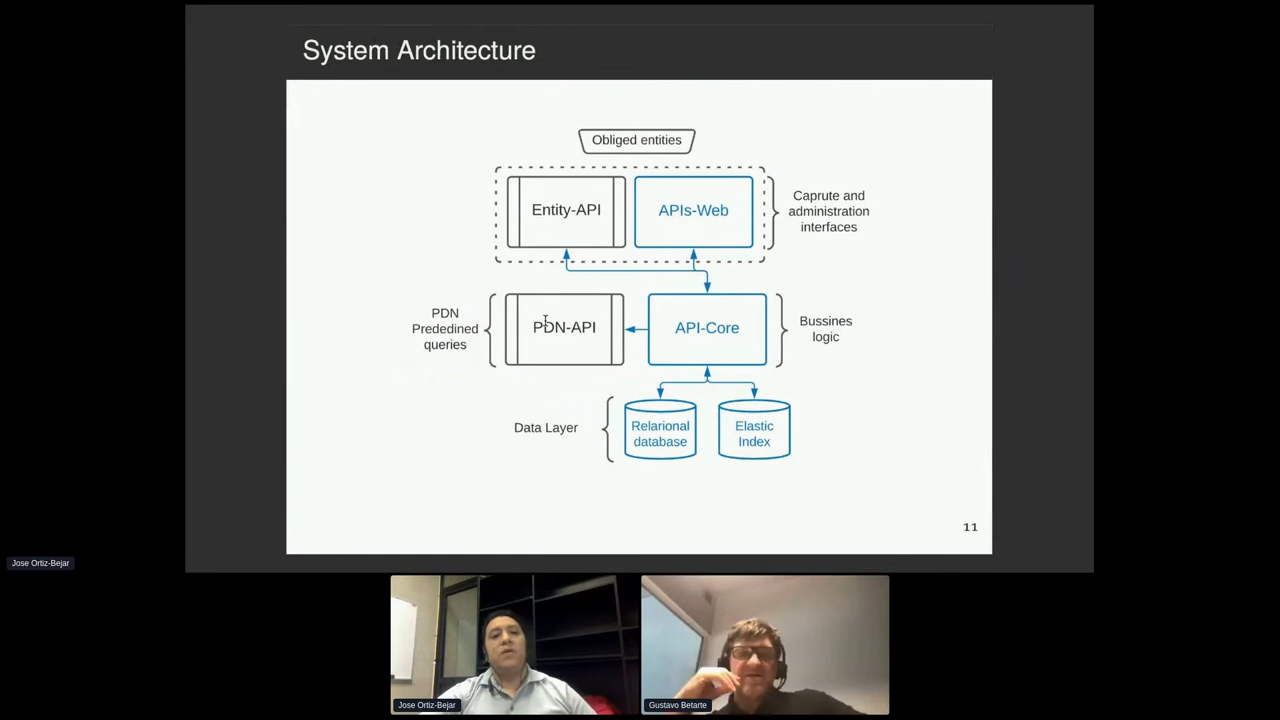 System Architecture
Obliged entities
Entity-API
APIs-Web
Caprute and
administration
interfaces
PDN
Prededined
queries
PDN-API
API-Core
Bussines
logic
Data Layer
Relarional
database
Elastic
Index
11
Jose Ortiz-Bejar
Jose Ortiz-Bejar
Gustavo Betarte